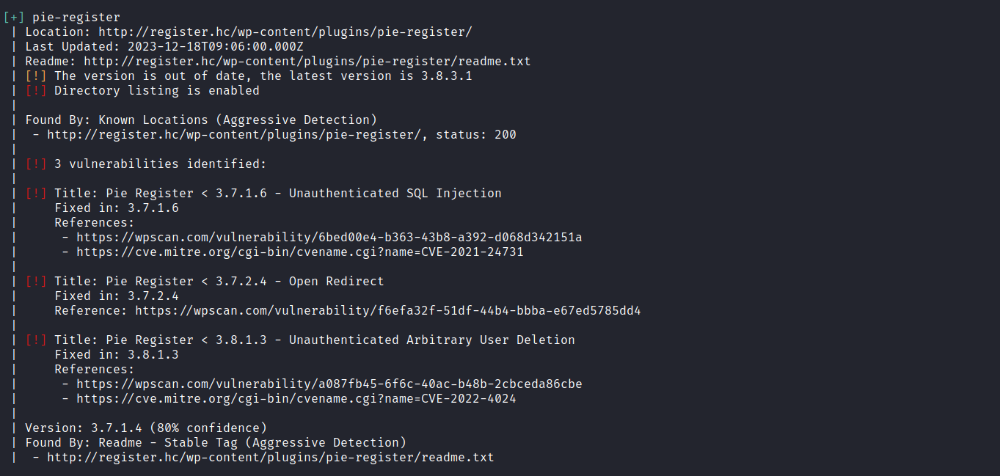 [+] pie-register
| Location: http://register.hc/wp-content/plugins/pie-register/
| Last Updated: 2023-12-18T09:06:00.000Z
| Readme: http://register.hc/wp-content/plugins/pie-register/readme.txt
| [!] The version is out of date, the latest version is 3.8.3.1
| [!] Directory listing is enabled
|
| Found By: Known Locations (Aggressive Detection)
|  - http://register.hc/wp-content/plugins/pie-register/, status: 200
|
| [!] 3 vulnerabilities identified:
|
| [!] Title: Pie Register < 3.7.1.6 - Unauthenticated SQL Injection
|     Fixed in: 3.7.1.6
|     References:
|      - https://wpscan.com/vulnerability/6bed00e4-b363-43b8-a392-d068d342151a
|      - https://cve.mitre.org/cgi-bin/cvename.cgi?name=CVE-2021-24731
|
| [!] Title: Pie Register < 3.7.2.4 - Open Redirect
|     Fixed in: 3.7.2.4
|     Reference: https://wpscan.com/vulnerability/f6efa32f-51df-44b4-bbba-e67ed5785dd4
|
| [!] Title: Pie Register < 3.8.1.3 - Unauthenticated Arbitrary User Deletion
|     Fixed in: 3.8.1.3
|     References:
|      - https://wpscan.com/vulnerability/a087fb45-6f6c-40ac-b48b-2cbceda86cbe
|      - https://cve.mitre.org/cgi-bin/cvename.cgi?name=CVE-2022-4024
|
| Version: 3.7.1.4 (80% confidence)
| Found By: Readme - Stable Tag (Aggressive Detection)
|  - http://register.hc/wp-content/plugins/pie-register/readme.txt